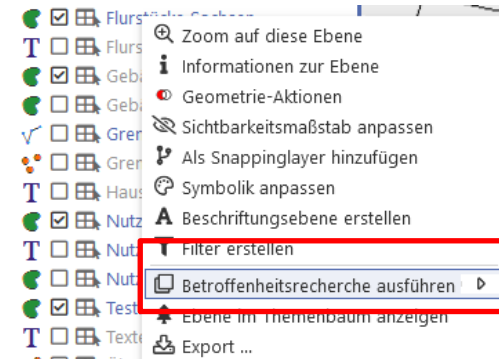 Flurstücke Sachsen
T Flurs
Geba
Geba
Gren
Gren
T Haus
Nutz
T Nutz
Nutz
Test
T Texte
Zoom auf diese Ebene
Informationen zur Ebene
Geometrie-Aktionen
Sichtbarkeitsmaßstab anpassen
Als Snappinglayer hinzufügen
Symbolik anpassen
A Beschriftungsebene erstellen
Filter erstellen
Betroffenheitsrecherche ausführen
Ebene im Themenbaum anzeigen
Export ...